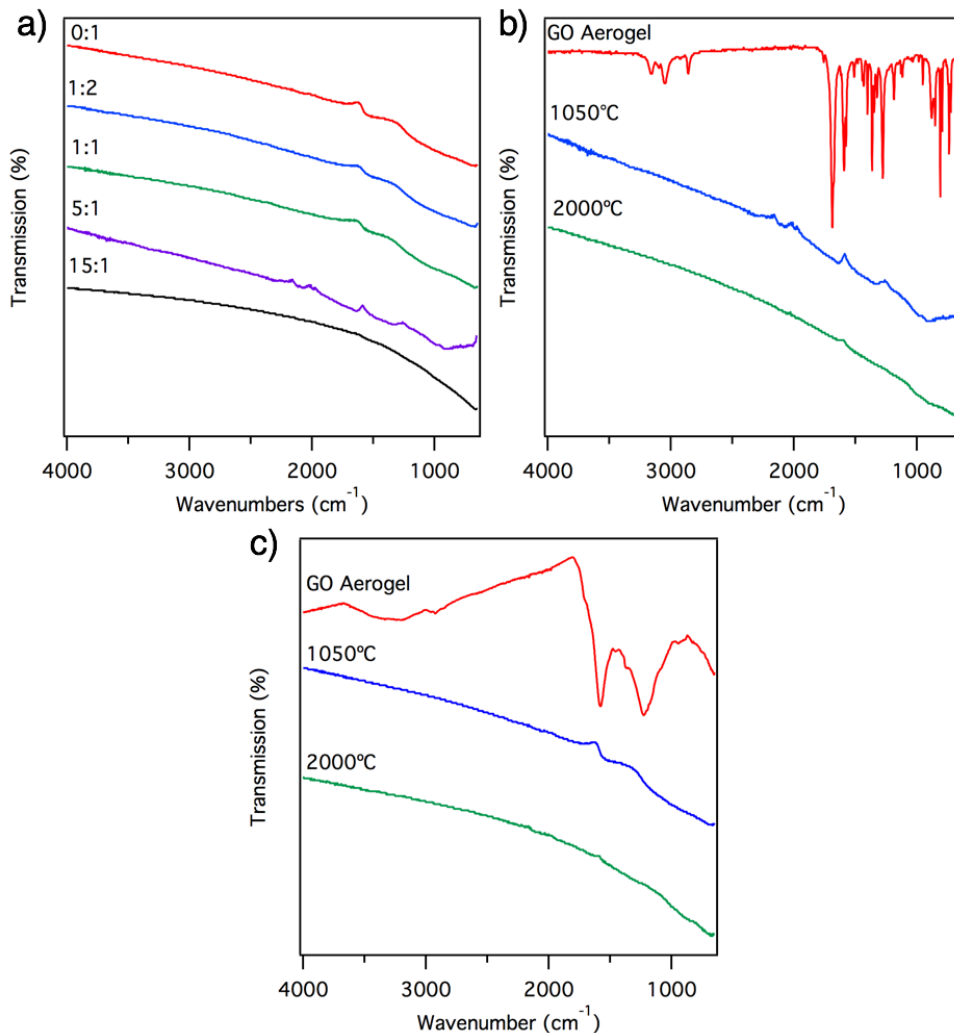 a)
0:1
1:2
1:1
5:1
15:1
Transmission (%)
4000 3000 2000 1000
Wavenumbers (cm⁻¹)
b)
GO Aerogel
1050℃
2000℃
Transmission (%)
4000 3000 2000 1000
Wavenumber (cm⁻¹)
c)
GO Aerogel
1050℃
2000℃
Transmission (%)
4000 3000 2000 1000
Wavenumber (cm⁻¹)